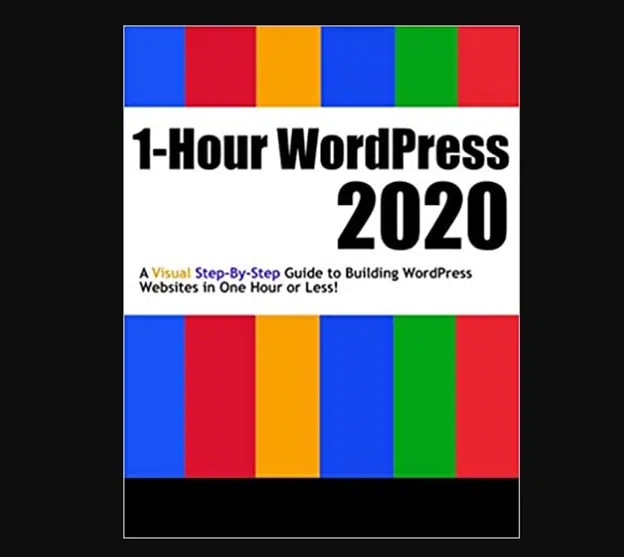 1-Hour WordPress
2020
A Visual Step-By-Step Guide to Building WordPress
Websites in One Hour or Less!